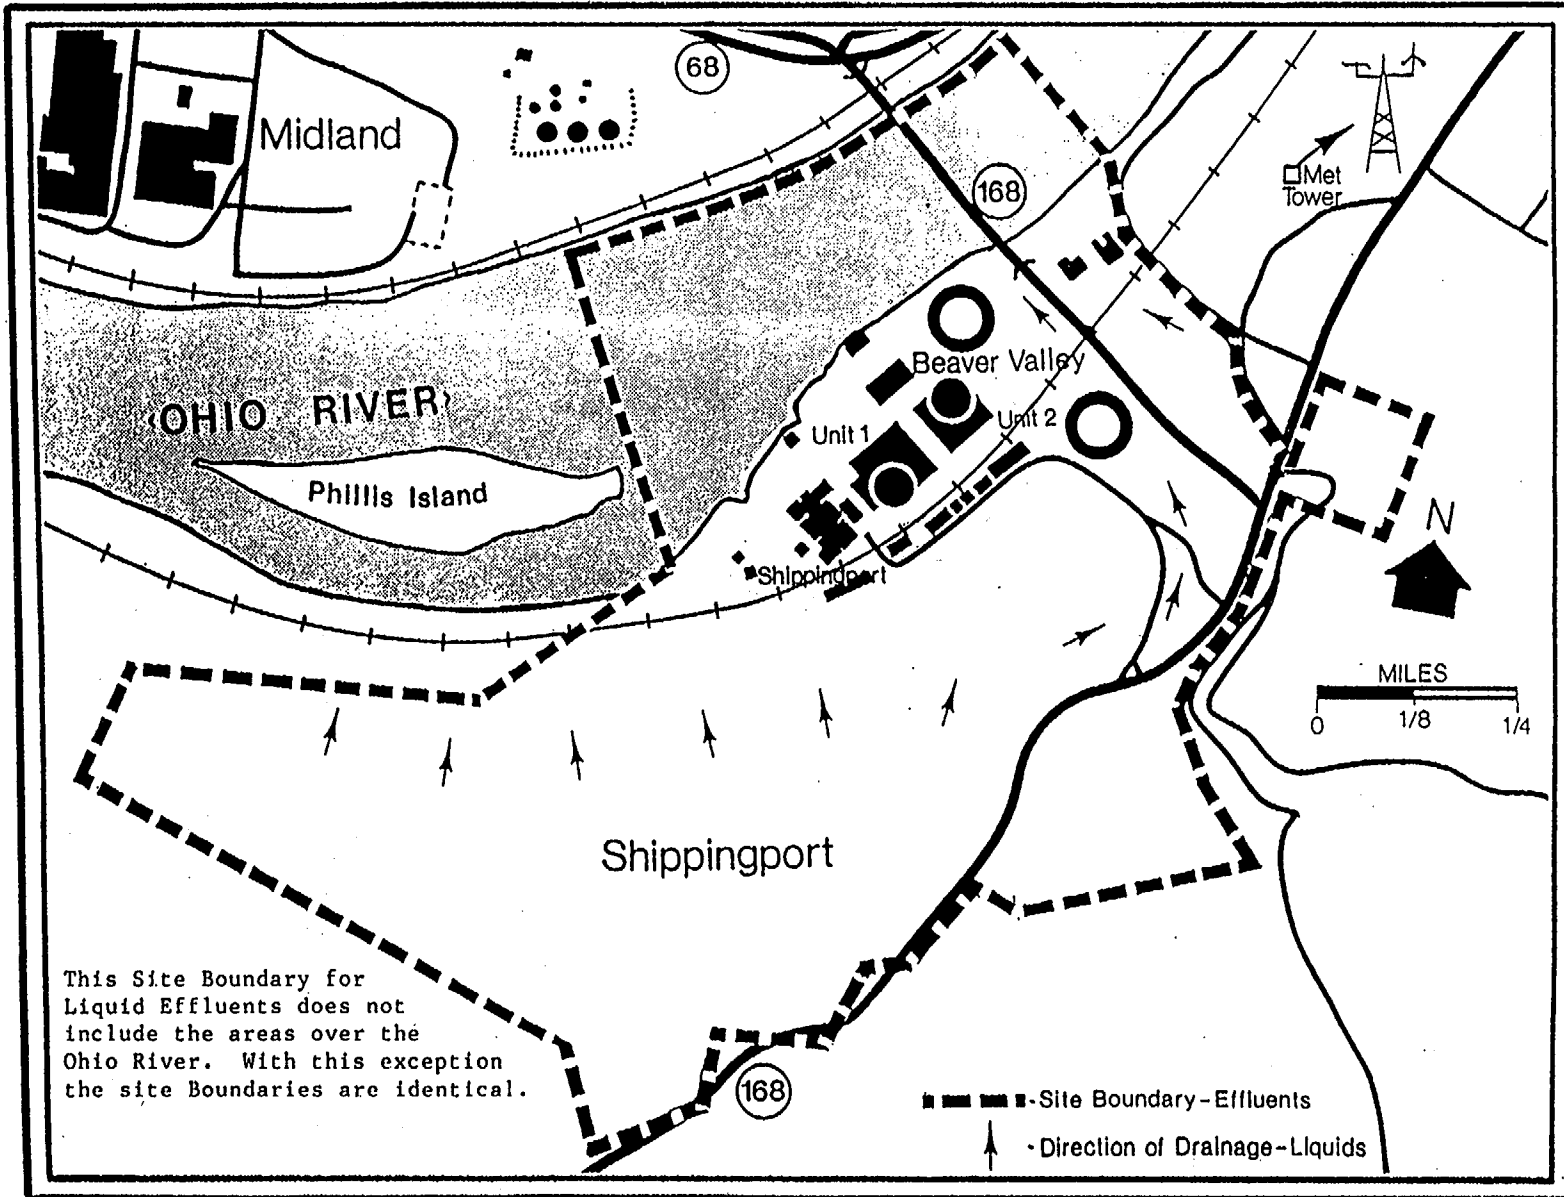 68
Midland
168
Met
Tower
Beaver Valley
Unit 2
Unit 1
OHIO RIVER
Phillis Island
Shippingport
N
MILES
0 1/8 1/4
Shippingport
This Site Boundary for
Liquid Effluents does not
include the areas over the
Ohio River. With this exception
the site Boundaries are identical.
168
-Site Boundary-Effluents
-Direction of Drainage-Liquids